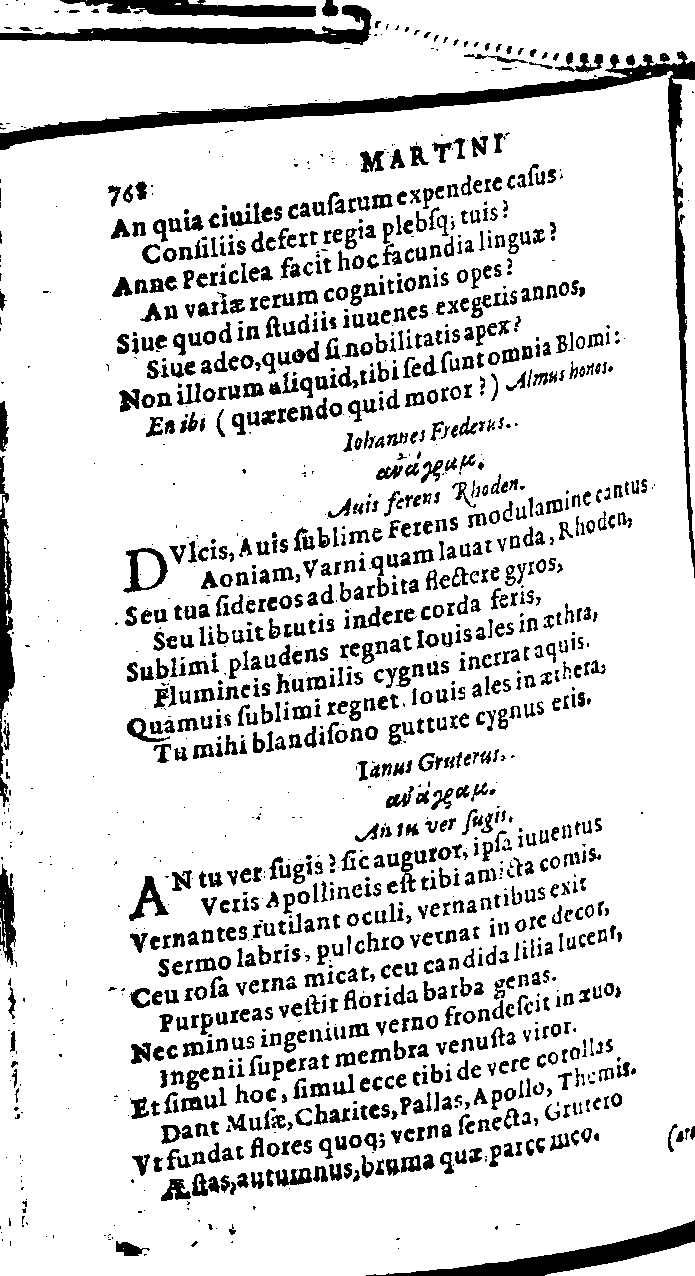 768 MARTINI
An quia ciuiles cauſarum expendere caſus
Conſiliis defert regia plebſq; tuis?
Anne Periclea facit hoc facundia linguæ?
An variæ rerum cognitionis opes?
Siue quod in ſtudiis iuuenes exegeris annos,
Siue adeo, quod ſi nobilitatis apex?
Non illorum aliquid, tibi ſed ſunt omnia Blomi:
En ibi ( quærendo quid moror? ) Almus honos.
Iohannes Frederus.
ανάγραμ.
Auis ferens Rhoden.
DVlcis, Auis ſublime Ferens modulamine cantus
Aoniam, Varni quam lauat vnda, Rhoden,
Seu tua ſidereos ad barbita flectere gyros,
Seu libuit brutis indere corda feris,
Sublimi plaudens regnat Iouis ales in æthra,
Flumineis humilis cygnus inerrat aquis.
Quamuis ſublimi regnet Iouis ales in æthera,
Tu mihi blandiſono gutture cygnus eris.
Ianus Gruterus.
ανάγραμ.
An tu ver ſugis.
AN tu ver ſugis? ſic auguror, ipſa iuuentus
Veris Apollineis eſt tibi amicta comis.
Vernantes rutilant oculi, vernantibus exit
Sermo labris, pulchro vernat in ore decor,
Ceu roſa verna micat, ceu candida lilia lucent,
Purpureas veſtit florida barba genas.
Nec minus ingenium verno frondeſcit in æuo,
Ingenii ſuperat membra venuſta viror.
Et ſimul hoc, ſimul ecce tibi de vere corollas
Dant Muſæ, Charites, Pallas, Apollo, Themis.
Vt fundat flores quoq; verna ſenecta, Grutero
Æſtas, autumnus, bruma quæ parce meo.